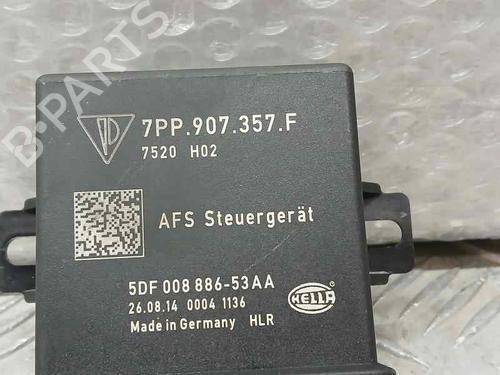 B-PARTS
7PP.907.357.F
7520 H02
AFS Steuergerät
5DF 008 886-53AA
26.08.14 0004 1136
Made in Germany HLR
HELLA